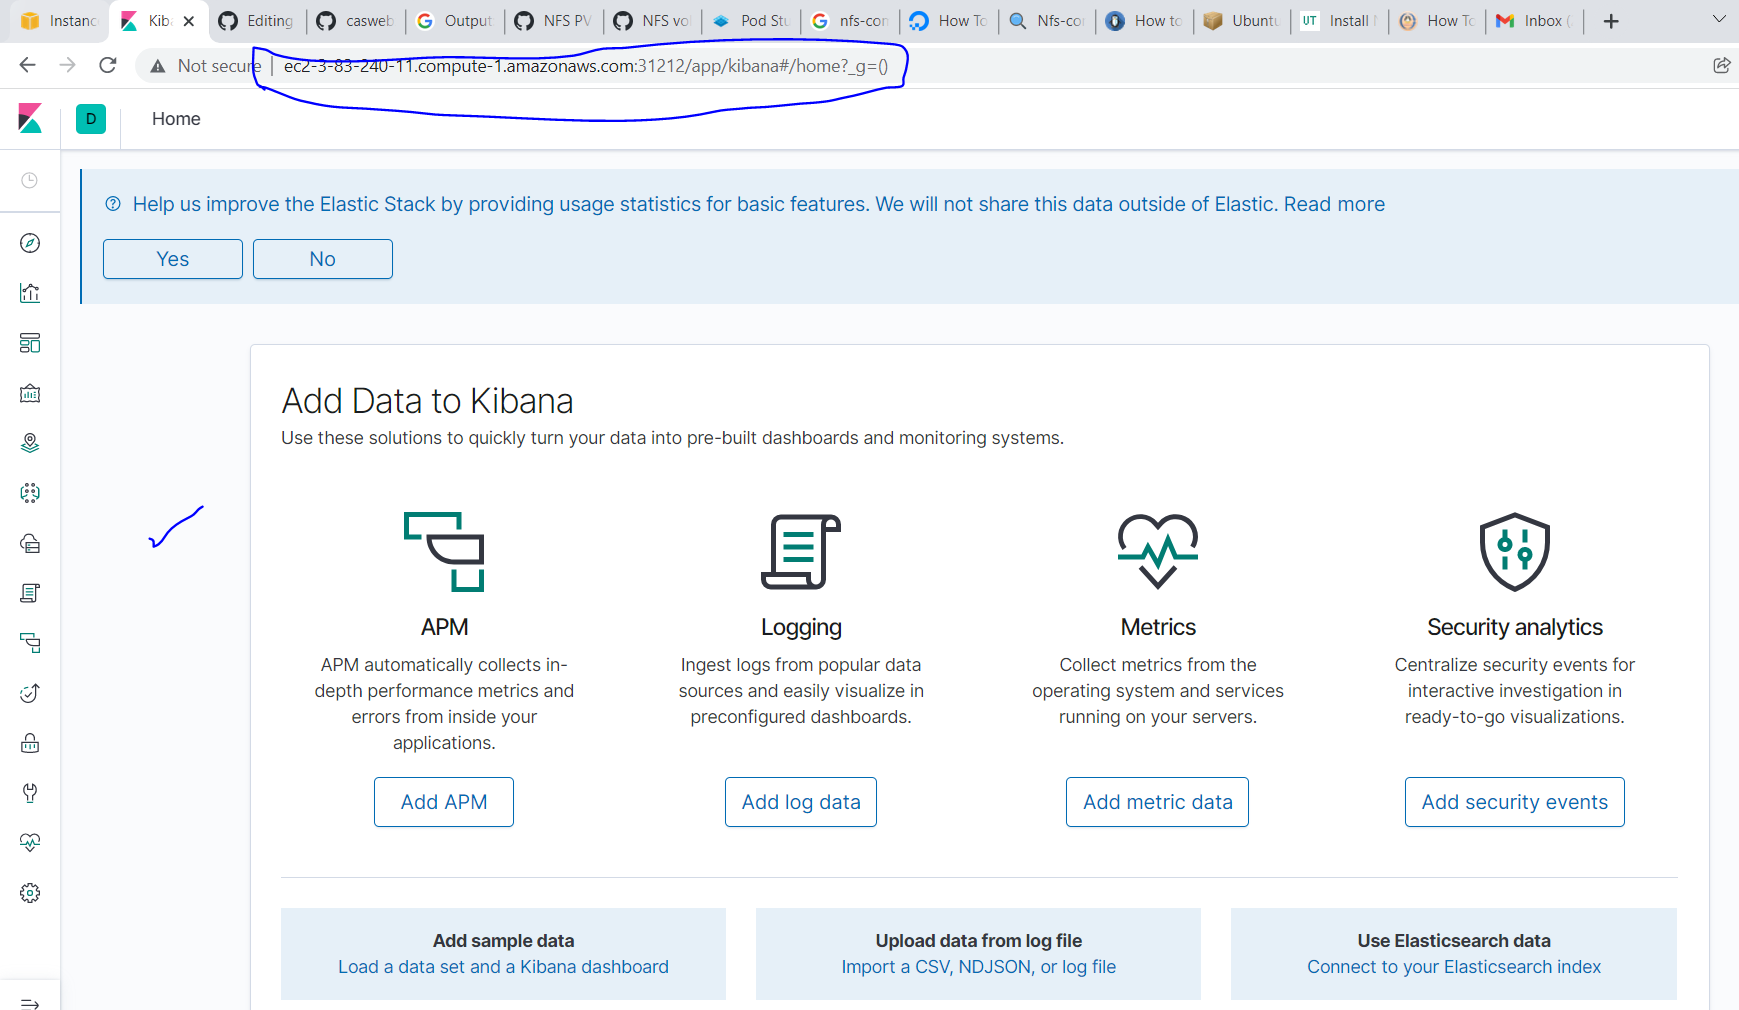 Instanc
Kib
Editing
casweb
Output
NFS PV
NFS vo
Pod Stu
nfs-con
How To
Nfs-co
How to
Ubuntu
UT
Install
How To
Inbox (
Not secure
ec2-3-83-240-11.compute-1.amazonaws.com:31212/app/kibana#/home?_g=()
D
Home
Help us improve the Elastic Stack by providing usage statistics for basic features. We will not share this data outside of Elastic. Read more
Yes
No
Add Data to Kibana
Use these solutions to quickly turn your data into pre-built dashboards and monitoring systems.
APM
APM automatically collects in-
depth performance metrics and
errors from inside your
applications.
Add APM
Logging
Ingest logs from popular data
sources and easily visualize in
preconfigured dashboards.
Add log data
Metrics
Collect metrics from the
operating system and services
running on your servers.
Add metric data
Security analytics
Centralize security events for
interactive investigation in
ready-to-go visualizations.
Add security events
Add sample data
Load a data set and a Kibana dashboard
Upload data from log file
Import a CSV, NDJSON, or log file
Use Elasticsearch data
Connect to your Elasticsearch index